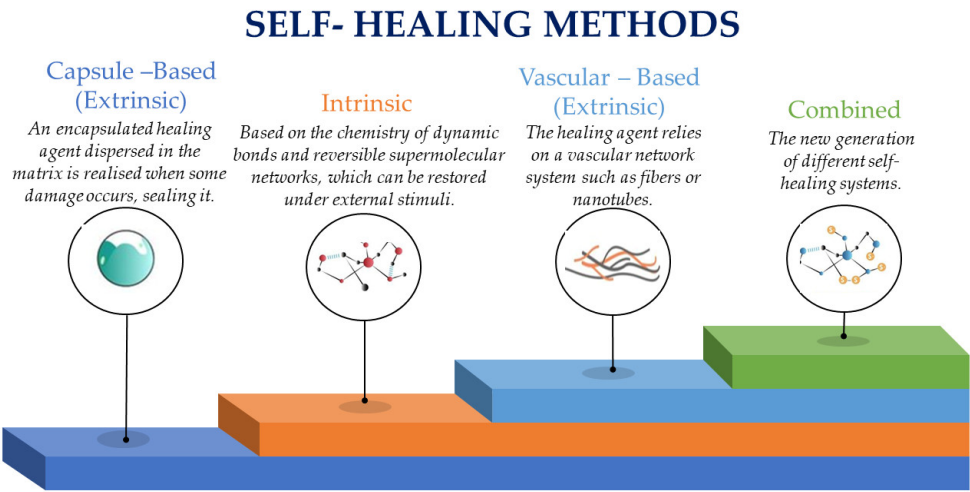 SELF- HEALING METHODS
Capsule –Based
(Extrinsic)
An encapsulated healing
agent dispersed in the
matrix is realised when some
damage occurs, sealing it.
Intrinsic
Based on the chemistry of dynamic
bonds and reversible supermolecular
networks, which can be restored
under external stimuli.
Vascular – Based
(Extrinsic)
The healing agent relies
on a vascular network
system such as fibers or
nanotubes.
Combined
The new generation
of different self-
healing systems.